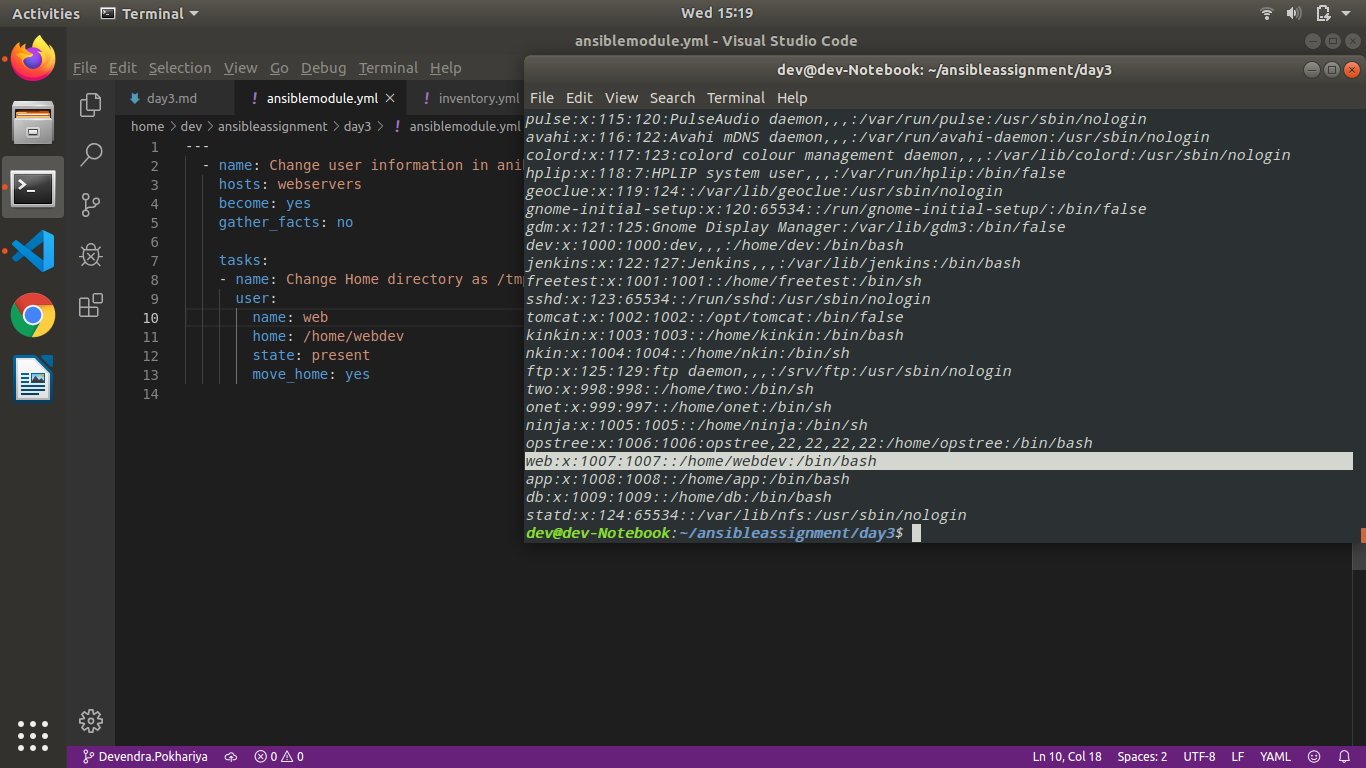 Activities Terminal Wed 15:19
ansiblemodule.yml - Visual Studio Code
File Edit Selection View Go Debug Terminal Help
day3.md ! ansiblemodule.yml ! inventory.yml
home > dev > ansibleassignment > day3 > ! ansiblemodule.yml
1 ---
2 - name: Change user information in
3 hosts: webservers
4 become: yes
5 gather_facts: no
6
7 tasks:
8 - name: Change Home directory as /tmp
9 user:
10 name: web
11 home: /home/webdev
12 state: present
13 move_home: yes
14
dev@dev-Notebook: ~/ansibleassignment/day3
File Edit View Search Terminal Help
pulse:x:115:120:PulseAudio daemon,,,:/var/run/pulse:/usr/sbin/nologin
avahi:x:116:122:Avahi mDNS daemon,,,:/var/run/avahi-daemon:/usr/sbin/nologin
colord:x:117:123:colord colour management daemon,,,:/var/lib/colord:/usr/sbin/nologin
hplip:x:118:7:HPLIP system user,,,:/var/run/hplip:/bin/false
geoclue:x:119:124::/var/lib/geoclue:/usr/sbin/nologin
gnome-initial-setup:x:120:65534::/run/gnome-initial-setup/:/bin/false
gdm:x:121:125:Gnome Display Manager:/var/lib/gdm3:/bin/false
dev:x:1000:1000:dev,,,:/home/dev:/bin/bash
jenkins:x:122:127:Jenkins,,,:/var/lib/jenkins:/bin/bash
freetest:x:1001:1001::/home/freetest:/bin/sh
sshd:x:123:65534::/run/sshd:/usr/sbin/nologin
tomcat:x:1002:1002::/opt/tomcat:/bin/false
kinkin:x:1003:1003::/home/kinkin:/bin/bash
nkin:x:1004:1004::/home/nkin:/bin/sh
ftp:x:125:129:ftp daemon,,,:/srv/ftp:/usr/sbin/nologin
two:x:998:998::/home/two:/bin/sh
onet:x:999:997::/home/onet:/bin/sh
ninja:x:1005:1005::/home/ninja:/bin/sh
opstree:x:1006:1006:opstree,22,22,22,22:/home/opstree:/bin/bash
web:x:1007:1007::/home/webdev:/bin/bash
app:x:1008:1008::/home/app:/bin/bash
db:x:1009:1009::/home/db:/bin/bash
statd:x:124:65534::/var/lib/nfs:/usr/sbin/nologin
dev@dev-Notebook:~/ansibleassignment/day3$
Devendra.Pokhariya 0 0 Ln 10, Col 18 Spaces: 2 UTF-8 LF YAML